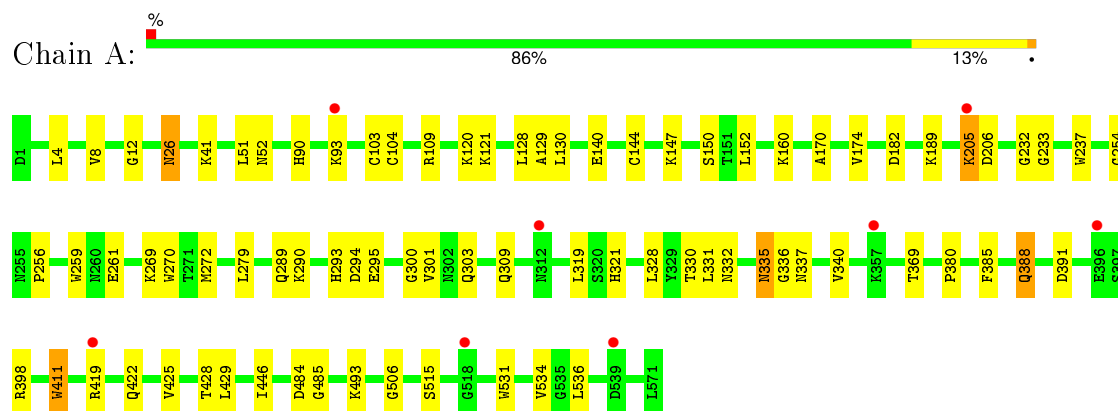 %
Chain A:
86% 13% •
D1 L4 V8 G12 N26 K41 L51 N52 H90 K93 C103 C104 R109 K120 K121 L128 A129 L130 E140 C144 K147 S150 T151 L152 K160 A170 V174 D182 K189 K205 D206 G232 G233 W237
N255 P256 W259 N260 E261 K269 W270 T271 M272 L279 Q289 K290 H293 D294 E295 G300 V301 N302 Q303 Q309 N312 L319 S320 H321 L328 Y329 T330 L331 N332 N335 G336 N337 V340 K357 T369 P380 F385 Q388 D391 E396
R398 W411 R419 Q422 V425 T428 L429 I446 D484 G485 K493 G506 S515 G518 W531 V534 G535 L536 D539 L571